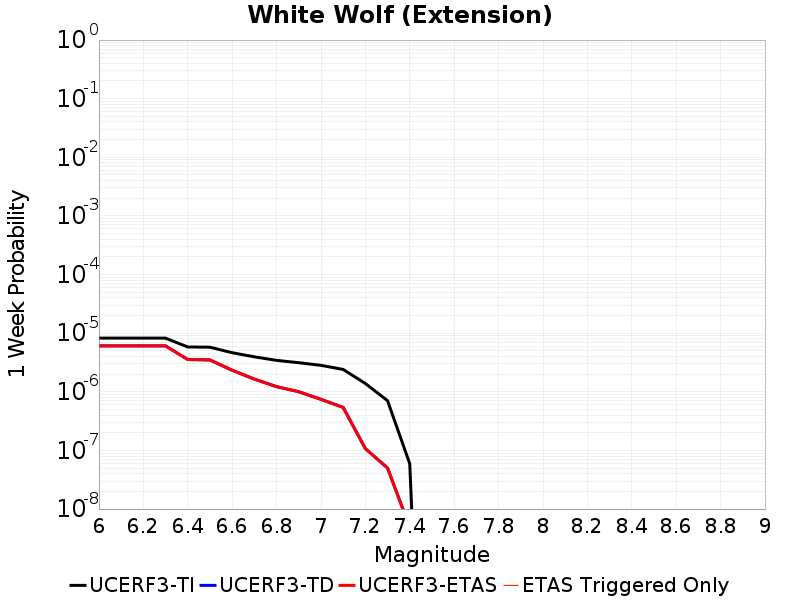 White Wolf (Extension)
10^0
10^-1
10^-2
10^-3
10^-4
10^-5
10^-6
10^-7
10^-8
1 Week Probability
6 6.2 6.4 6.6 6.8 7 7.2 7.4 7.6 7.8 8 8.2 8.4 8.6 8.8 9
Magnitude
UCERF3-TI UCERF3-TD UCERF3-ETAS ETAS Triggered Only